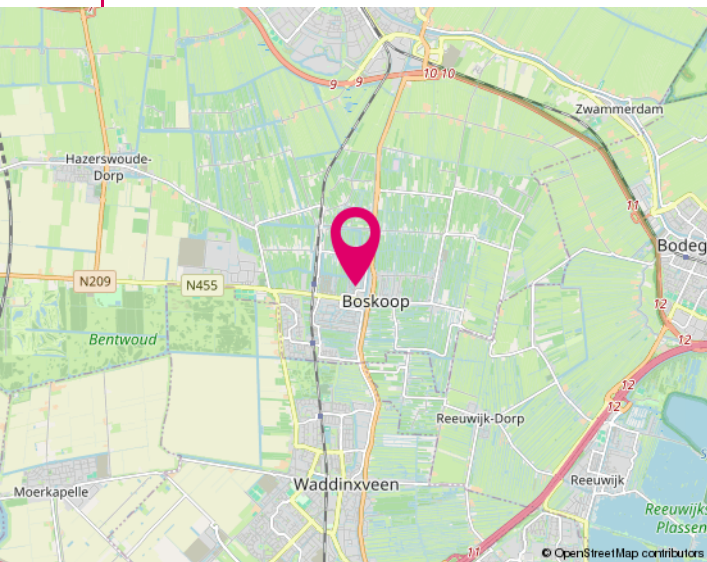 7
9
9
10 10
Zwammerdam
Hazerswoude-
Dorp
11
Bodeg
N209
N455
Boskoop
12
Bentwoud
12
12
12
Reeuwijk-Dorp
Waddinxveen
Reeuwijk
Moerkapelle
Reeuwijks
Plassen
11
© OpenStreetMap contributors